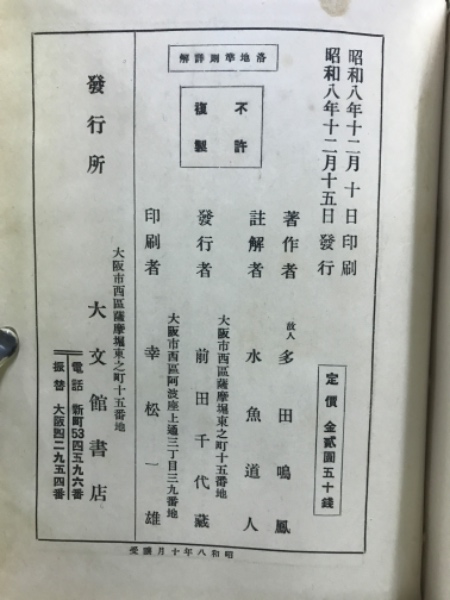 昭和八年十二月十日印刷
昭和八年十二月十五日發行
定價 金貳圓五十錢
著作者 故人 多田鳴鳳
註解者 水魚道人
大阪市西區薩摩堀東之町十五番地
發行者 前田千代藏
大阪市西區阿波座上通三丁目三九番地
印刷者 幸松一雄
洛地準則詳解
不許
複製
大阪市西區薩摩堀東之町十五番地
發行所 大文館書店
電話 新町53四五九六番
振替 大阪四二九五四番
昭和八年十月讓受